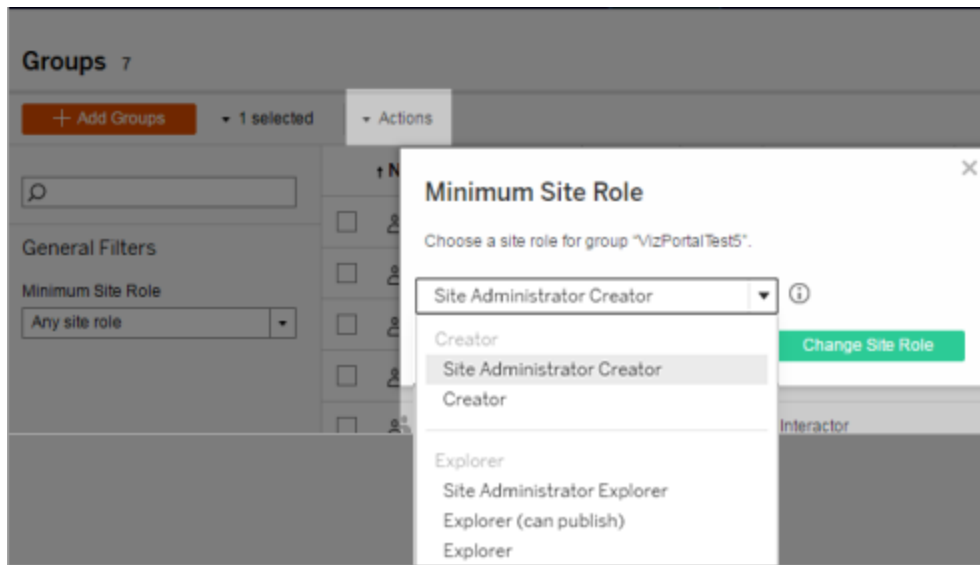 Groups 7
+ Add Groups
1 selected
Actions
↑ N
General Filters
Minimum Site Role
Any site role
Minimum Site Role
Choose a site role for group "VizPortalTest5".
Site Administrator Creator
Change Site Role
Creator
Site Administrator Creator
Creator
Interactor
Explorer
Site Administrator Explorer
Explorer (can publish)
Explorer